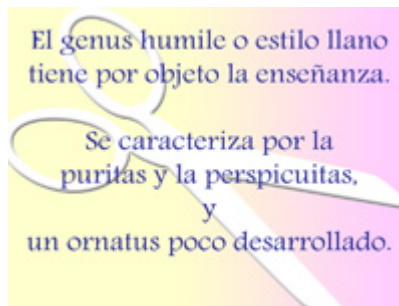 El genus humile o estilo llano
tiene por objeto la enseñanza.
Se caracteriza por la
puritas y la perspicuitas,
y
un ornatus poco desarrollado.